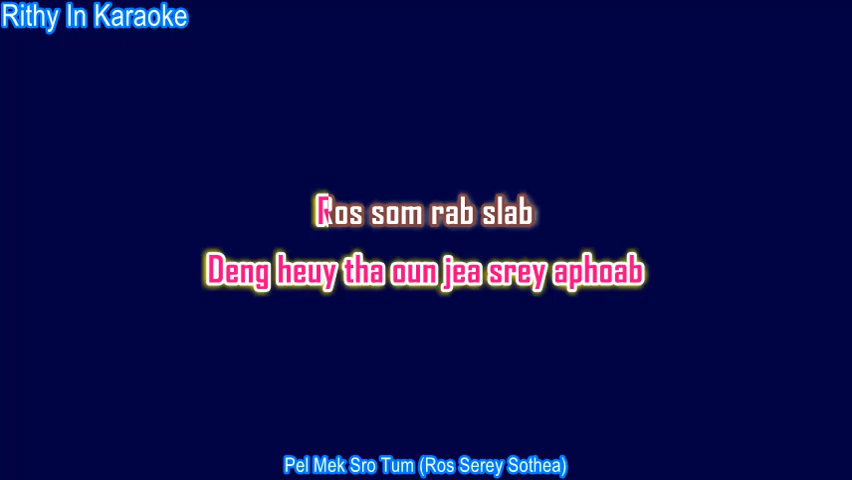 Rithy In Karaoke
Ros som rab slab
Deng heuy tha oun jea srey aphoab
Pel Mek Sro Tum (Ros Serey Sothea)